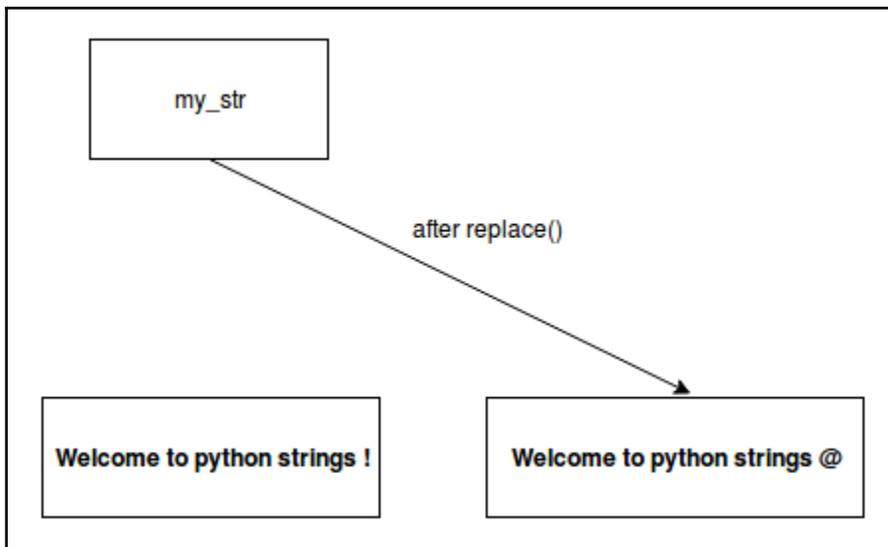 my_str
after replace()
Welcome to python strings !
Welcome to python strings @